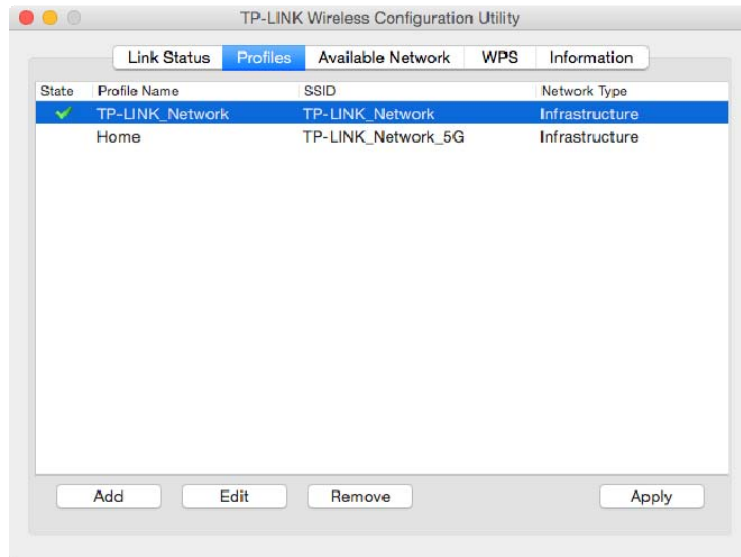 TP-LINK Wireless Configuration Utility
Link Status Profiles Available Network WPS Information
State Profile Name SSID Network Type
TP-LINK_Network TP-LINK_Network Infrastructure
Home TP-LINK_Network_5G Infrastructure
Add Edit Remove Apply